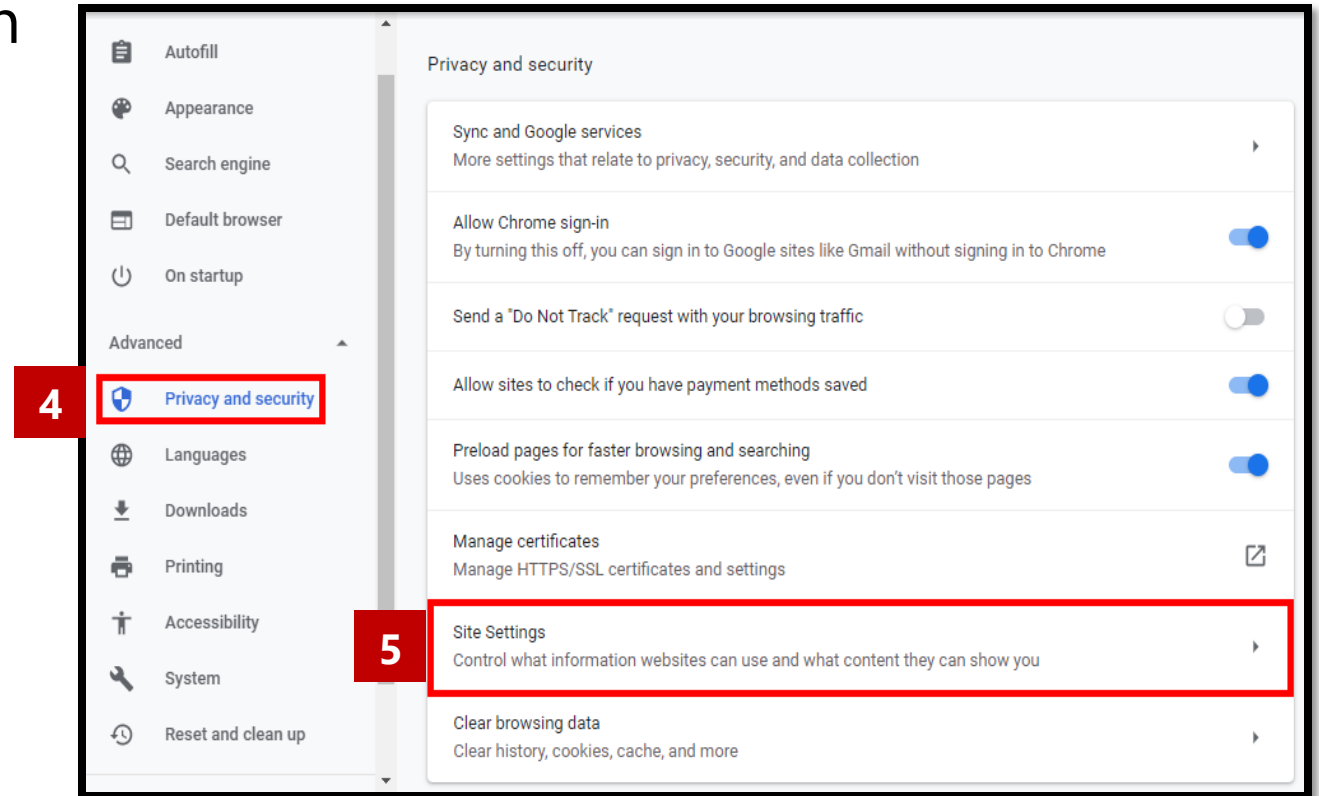 n
Autofill
Appearance
Search engine
Default browser
On startup
Advanced
4
Privacy and security
Languages
Downloads
Printing
Accessibility
System
Reset and clean up
Privacy and security
Sync and Google services
More settings that relate to privacy, security, and data collection
Allow Chrome sign-in
By turning this off, you can sign in to Google sites like Gmail without signing in to Chrome
Send a "Do Not Track" request with your browsing traffic
Allow sites to check if you have payment methods saved
Preload pages for faster browsing and searching
Uses cookies to remember your preferences, even if you don't visit those pages
Manage certificates
Manage HTTPS/SSL certificates and settings
5
Site Settings
Control what information websites can use and what content they can show you
Clear browsing data
Clear history, cookies, cache, and more